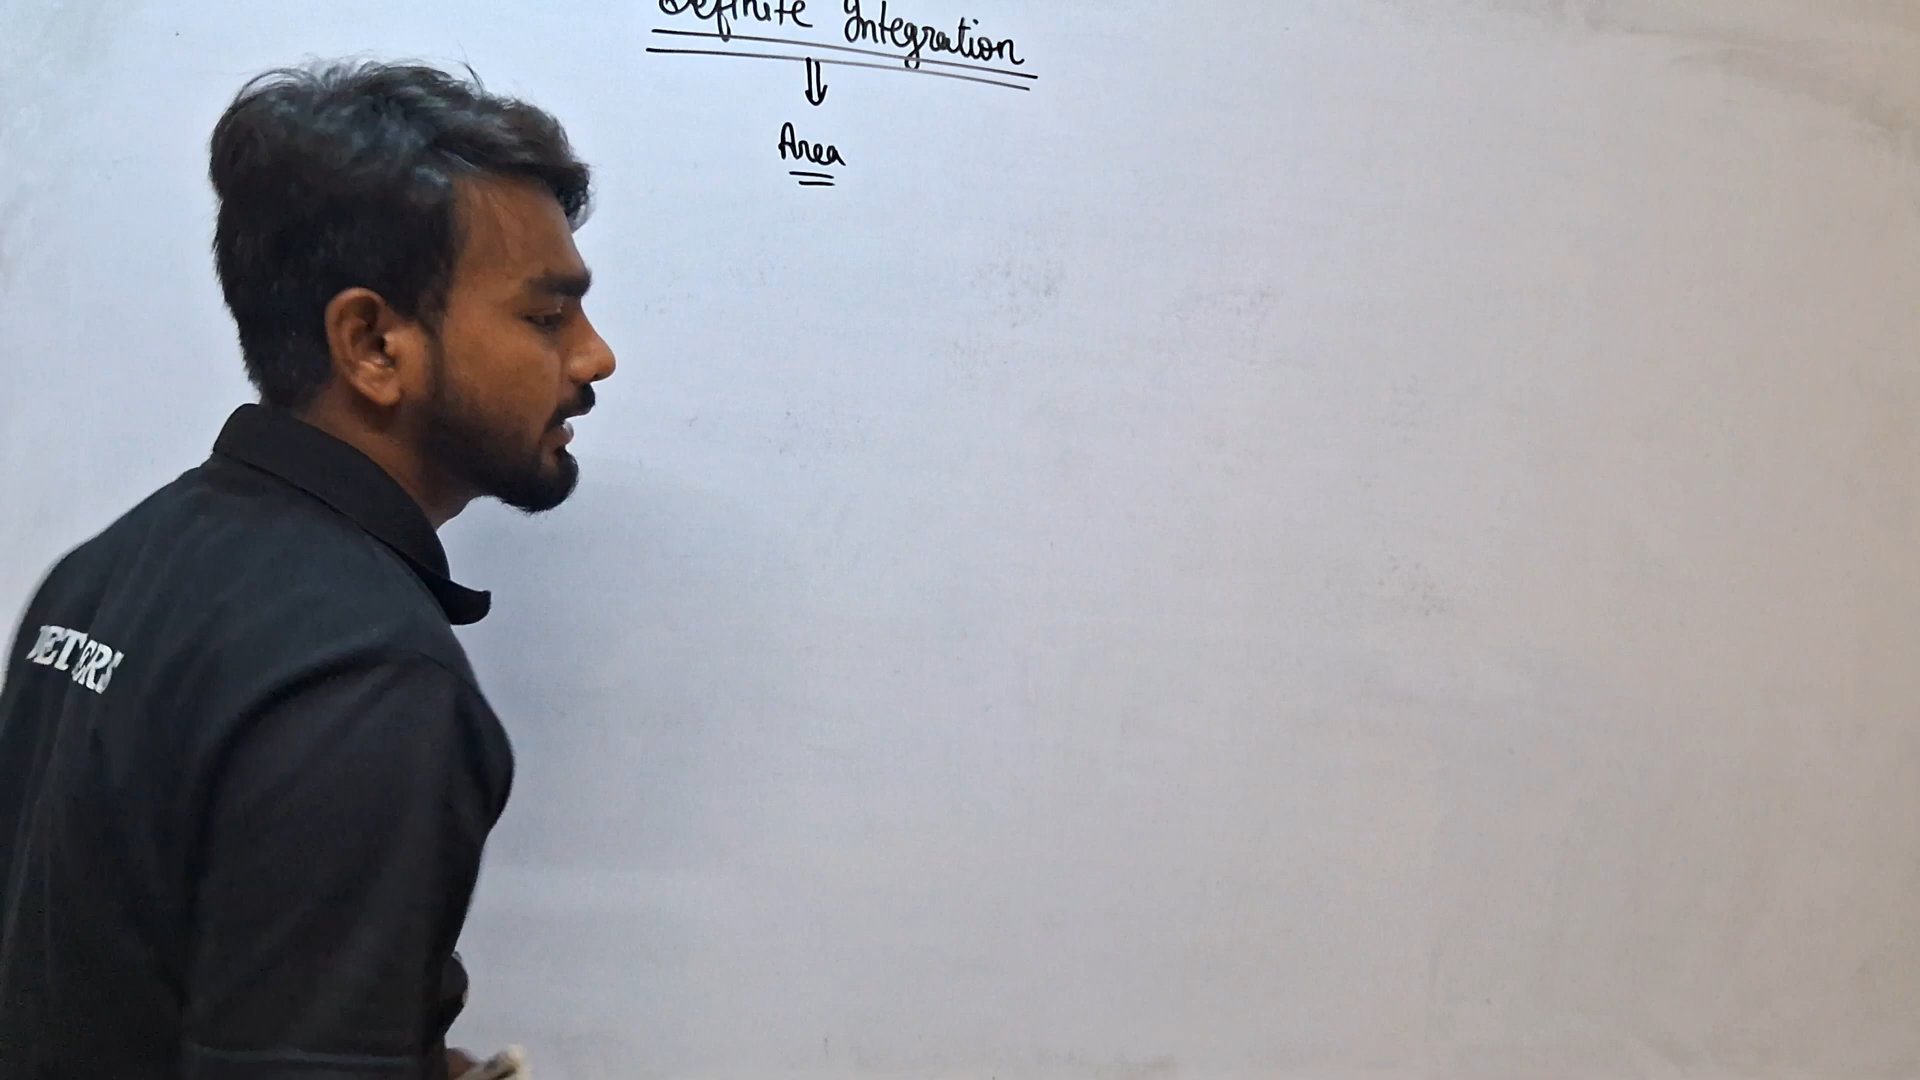 Definite Integration
⇓
Area